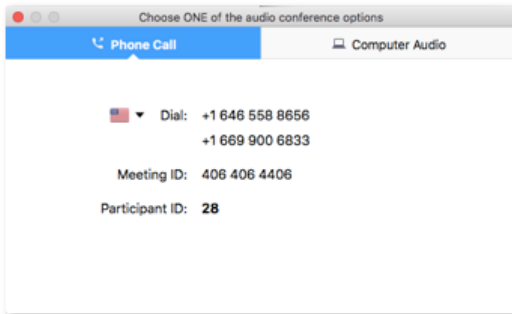 Choose ONE of the audio conference options
Phone Call
Computer Audio
Dial: +1 646 558 8656
+1 669 900 6833
Meeting ID: 406 406 4406
Participant ID: 28